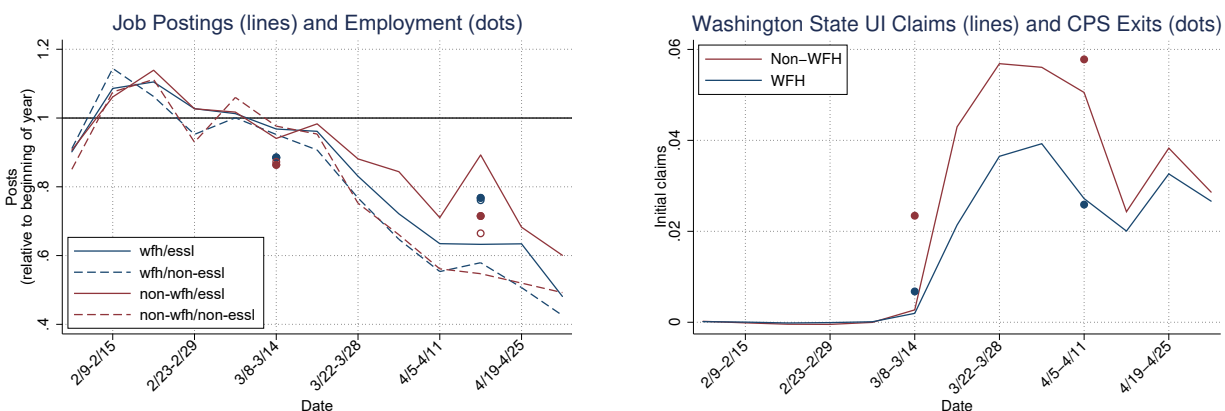 Job Postings (lines) and Employment (dots)
Posts
(relative to beginning of year)
1.2
1
.8
.6
.4
wfh/essl
wfh/non-essl
non-wfh/essl
non-wfh/non-essl
2/9-2/15
2/23-2/29
3/8-3/14
3/22-3/28
4/5-4/11
4/19-4/25
Date
Washington State UI Claims (lines) and CPS Exits (dots)
Initial claims
.06
.04
.02
0
Non−WFH
WFH
2/9−2/15
2/23−2/29
3/8−3/14
3/22−3/28
4/5−4/11
4/19−4/25
Date